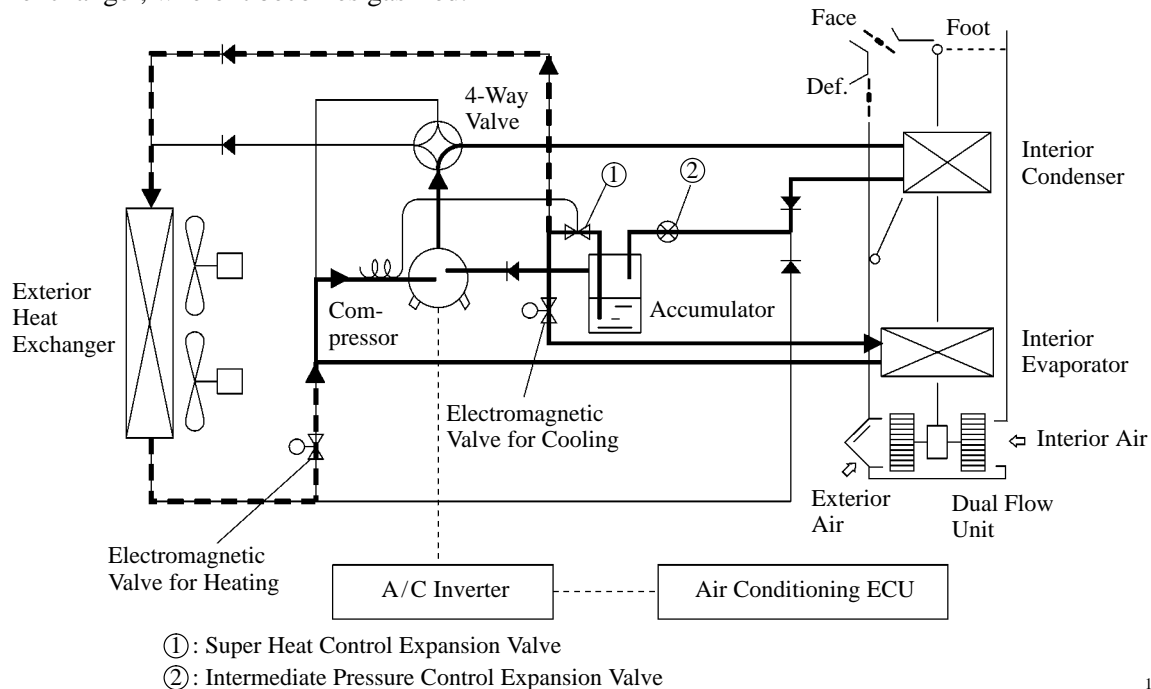 Face
Foot
Def.
4-Way
Valve
①
②
Interior
Condenser
Exterior
Heat
Exchanger
Com-
pressor
Accumulator
Interior
Evaporator
Electromagnetic
Valve for Cooling
Interior Air
Exterior
Air
Dual Flow
Unit
Electromagnetic
Valve for Heating
A/C Inverter
Air Conditioning ECU
①: Super Heat Control Expansion Valve
②: Intermediate Pressure Control Expansion Valve
1